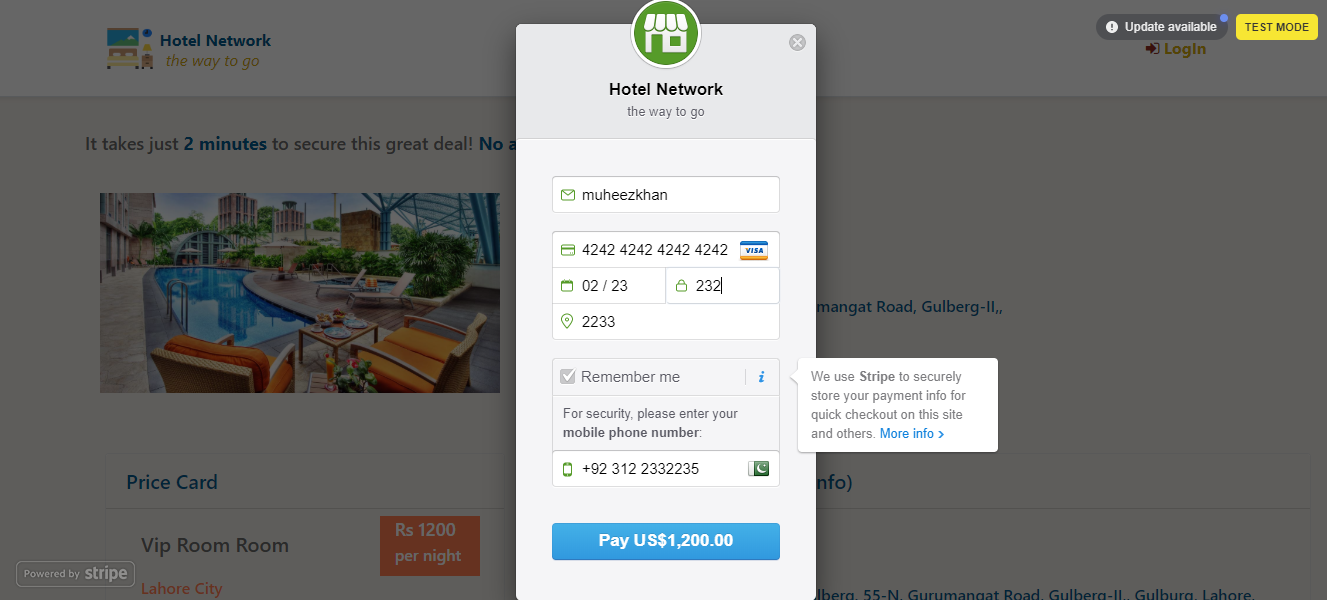 Hotel Network
the way to go
Update available
TEST MODE
LogIn
It takes just 2 minutes to secure this great deal! No a
Hotel Network
the way to go
muheezkhan
4242 4242 4242 4242 VISA
02 / 23
232
2233
Remember me
i
For security, please enter your
mobile phone number:
+92 312 2332235
Pay US$1,200.00
We use Stripe to securely
store your payment info for
quick checkout on this site
and others. More info ›
mangat Road, Gulberg-II,,
Price Card
nfo)
Vip Room Room
Rs 1200
per night
Lahore City
lberg, 55-N, Gurumangat Road, Gulberg-II,, Gulburg, Lahore,
Powered by stripe